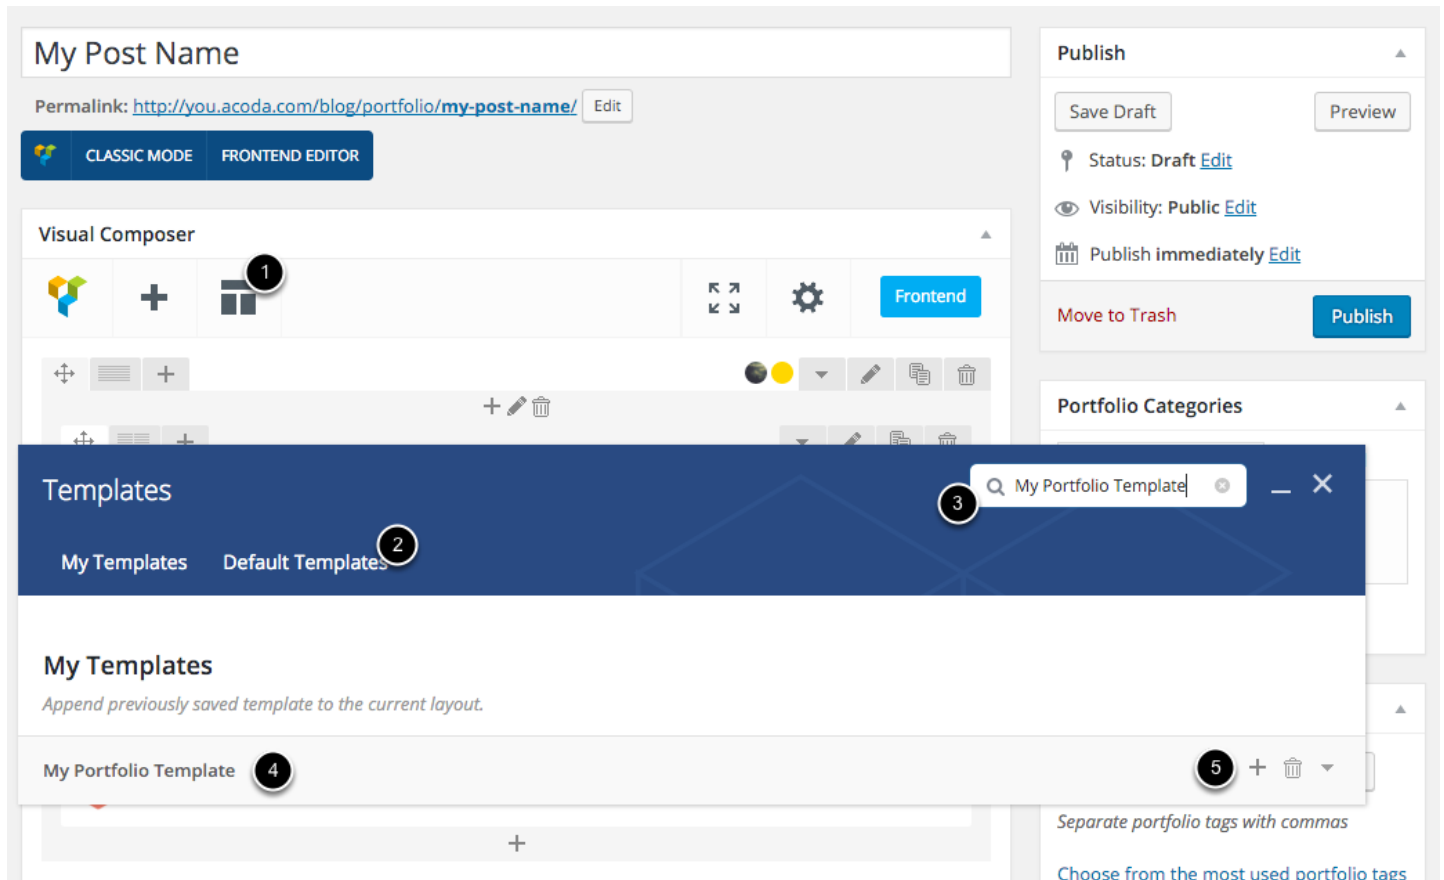 My Post Name
Permalink: http://you.acoda.com/blog/portfolio/my-post-name/ Edit
CLASSIC MODE FRONTEND EDITOR
Visual Composer
1
Frontend
Templates
My Portfolio Template
3
My Templates Default Templates
2
My Templates
Append previously saved template to the current layout.
My Portfolio Template
4
5
Publish
Save Draft Preview
Status: Draft Edit
Visibility: Public Edit
Publish immediately Edit
Move to Trash Publish
Portfolio Categories
Separate portfolio tags with commas
Choose from the most used portfolio tags